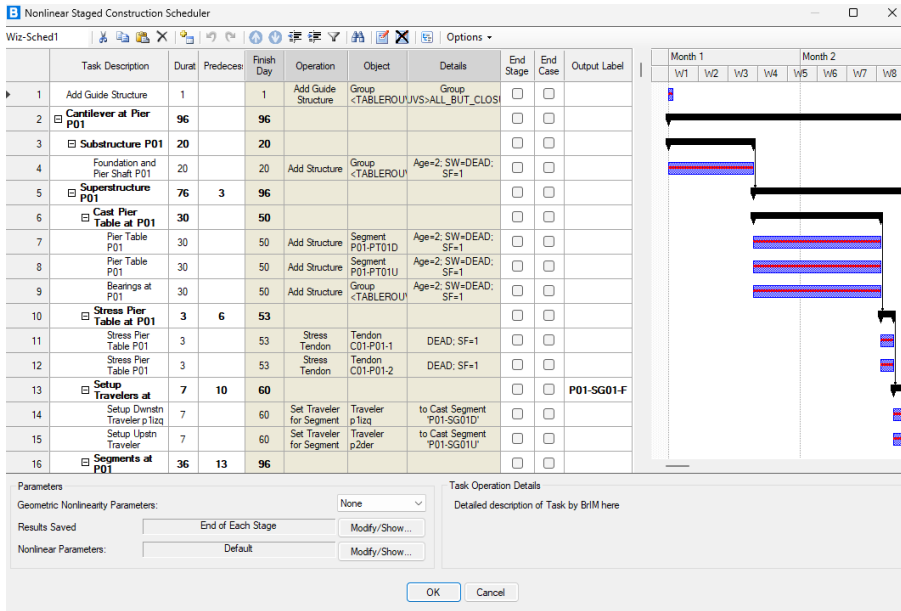 B Nonlinear Staged Construction Scheduler
Wiz-Sched1 Options
Task Description Durat Predeces: Finish Day Operation Object Details End Stage End Case Output Label
Month 1 Month 2
W1 W2 W3 W4 W5 W6 W7 W8
1 Add Guide Structure 1 1 Add Guide Structure Group <TABLEROU Group JVS>ALL_BUT_CLOS
2 Cantilever at Pier P01 96 96
3 Substructure P01 20 20
4 Foundation and Pier Shaft P01 20 20 Add Structure Group <TABLEROU Age=2; SW=DEAD; SF=1
5 Superstructure P01 76 3 96
6 Cast Pier Table at P01 30 50
7 Pier Table P01 30 50 Add Structure Segment P01-PT01D Age=2; SW=DEAD; SF=1
8 Pier Table P01 30 50 Add Structure Segment P01-PT01U Age=2; SW=DEAD; SF=1
9 Bearings at P01 30 50 Add Structure Group <TABLEROU Age=2; SW=DEAD; SF=1
10 Stress Pier Table at P01 3 6 53
11 Stress Pier Table P01 3 53 Stress Tendon Tendon C01-P01-1 DEAD; SF=1
12 Stress Pier Table P01 3 53 Stress Tendon Tendon C01-P01-2 DEAD; SF=1
13 Setup Travelers at 7 10 60 P01-SG01-F
14 Setup Dwnstn Traveler p1izq 7 60 Set Traveler for Segment Traveler p1izq to Cast Segment 'P01-SG01D'
15 Setup Upstn Traveler 7 60 Set Traveler for Segment Traveler p2der to Cast Segment 'P01-SG01U'
16 Segments at P01 36 13 96
Parameters
Geometric Nonlinearity Parameters: None
Results Saved End of Each Stage Modify/Show...
Nonlinear Parameters: Default Modify/Show...
Task Operation Details
Detailed description of Task by BrIM here
OK Cancel